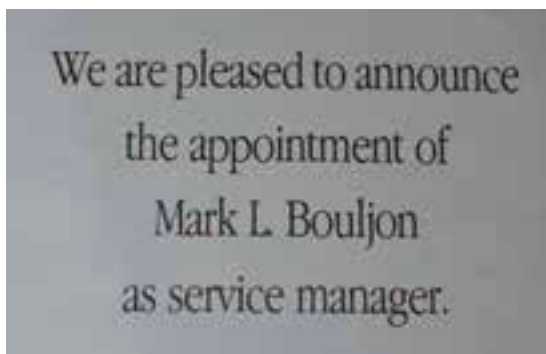 We are pleased to announce
the appointment of
Mark L. Bouljon
as service manager.